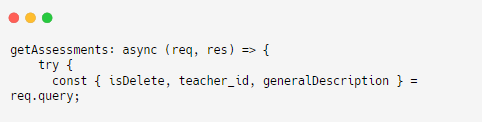 getAssessments: async (req, res) => {
    try {
      const { isDelete, teacher_id, generalDescription } =
req.query;